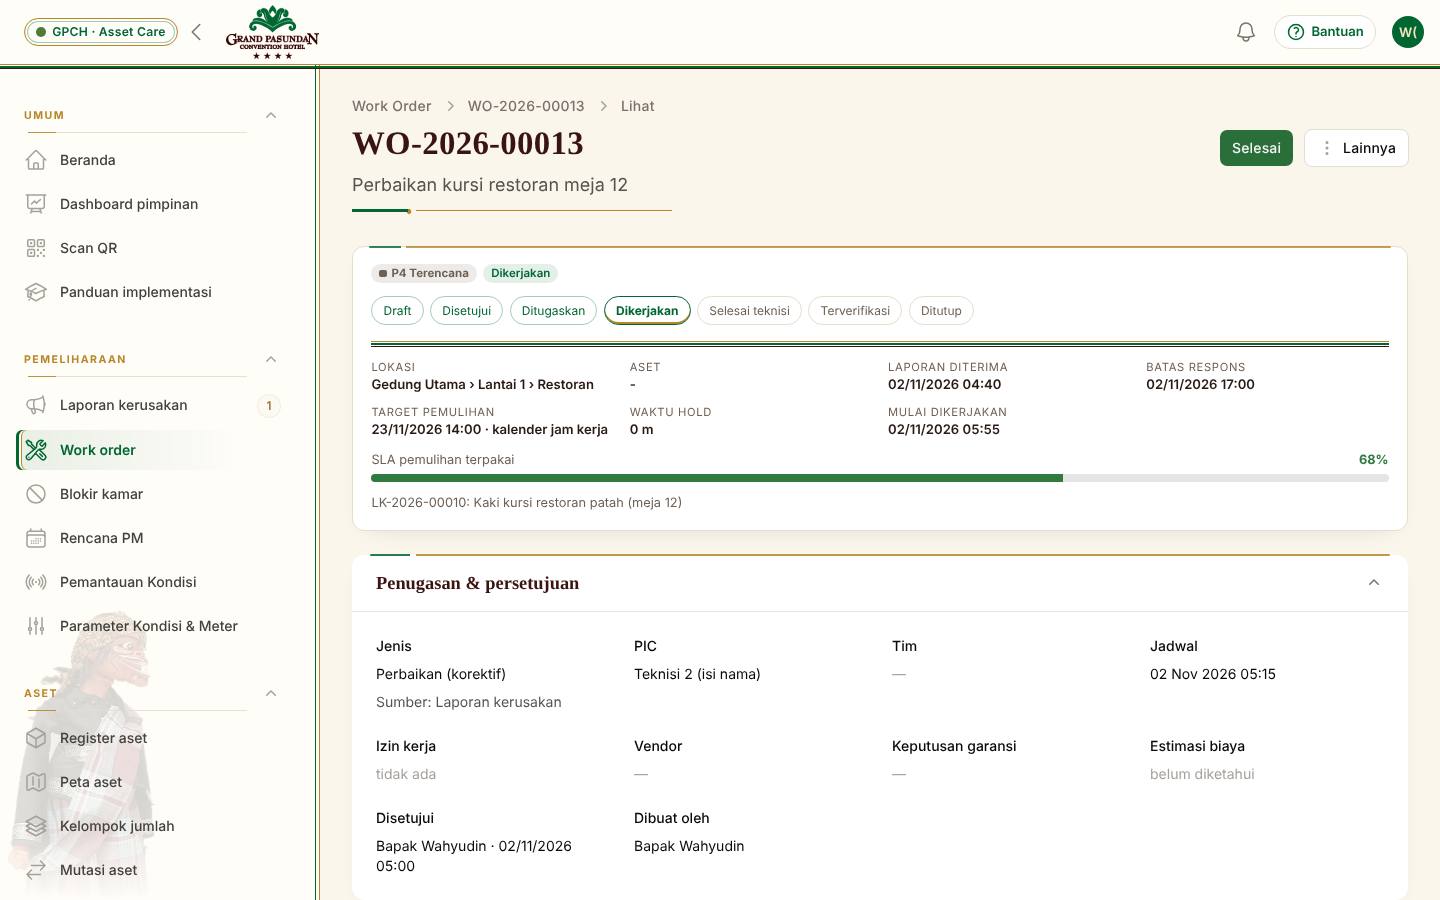 GPCH · Asset Care
GRAND PASUNDAN
CONVENTION HOTEL
Bantuan
W(
UMUM
Beranda
Dashboard pimpinan
Scan QR
Panduan implementasi
PEMELIHARAAN
Laporan kerusakan
1
Work order
Blokir kamar
Rencana PM
Pemantauan Kondisi
Parameter Kondisi & Meter
ASET
Register aset
Peta aset
Kelompok jumlah
Mutasi aset
Work Order > WO-2026-00013 > Lihat
WO-2026-00013
Perbaikan kursi restoran meja 12
Selesai
Lainnya
P4 Terencana Dikerjakan
Draft Disetujui Ditugaskan Dikerjakan Selesai teknisi Terverifikasi Ditutup
LOKASI ASET LAPORAN DITERIMA BATAS RESPONS
Gedung Utama › Lantai 1 › Restoran - 02/11/2026 04:40 02/11/2026 17:00
TARGET PEMULIHAN WAKTU HOLD MULAI DIKERJAKAN
23/11/2026 14:00 · kalender jam kerja 0 m 02/11/2026 05:55
SLA pemulihan terpakai 68%
LK-2026-00010: Kaki kursi restoran patah (meja 12)
Penugasan & persetujuan
Jenis PIC Tim Jadwal
Perbaikan (korektif) Teknisi 2 (isi nama) — 02 Nov 2026 05:15
Sumber: Laporan kerusakan
Izin kerja Vendor Keputusan garansi Estimasi biaya
tidak ada — — belum diketahui
Disetujui Dibuat oleh
Bapak Wahyudin · 02/11/2026 Bapak Wahyudin
05:00